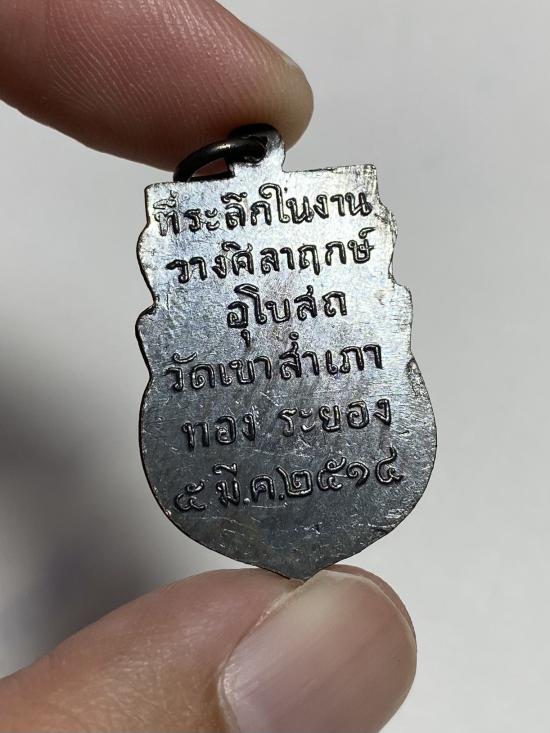 ที่ระลึกในงาน
วางศิลาฤกษ์
อุโบสถ
วัดเขาสำเภา
ทอง ระยอง
๕ มี.ค.๒๕๑๔